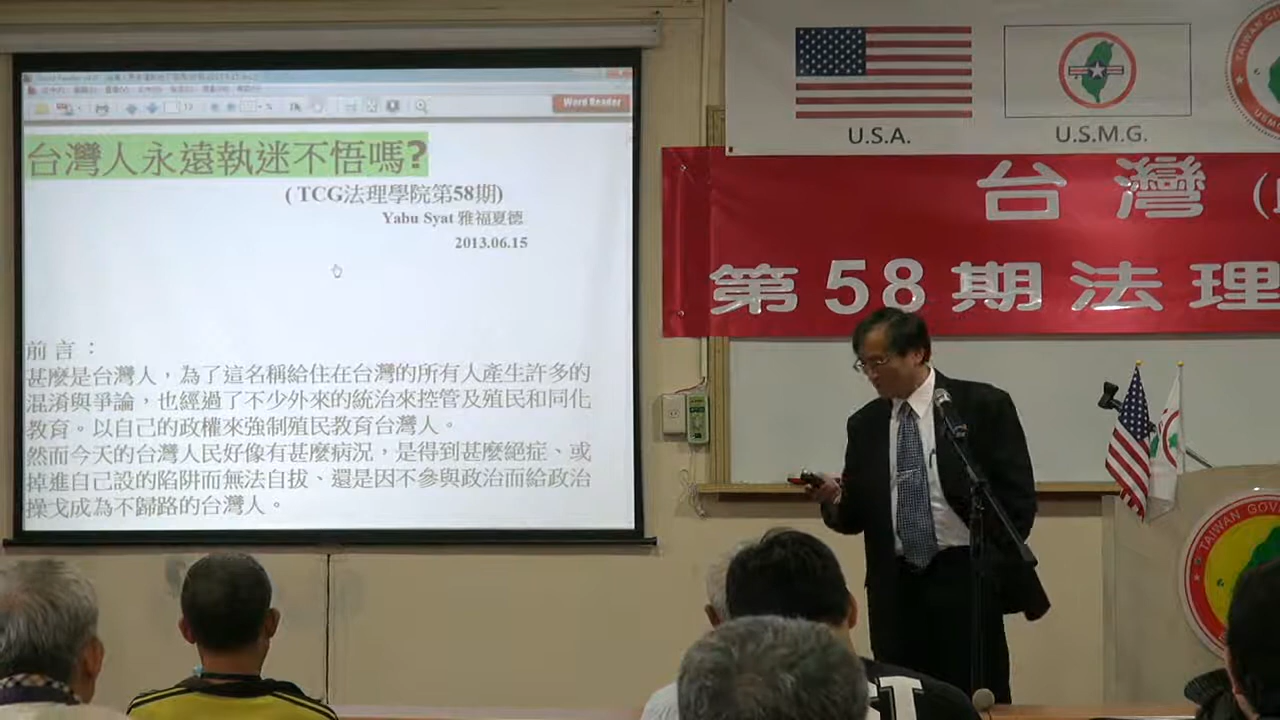 Word Reader
台灣人永遠執迷不悟嗎?
( TCG法理學院第58期)
Yabu Syat 雅福夏德
2013.06.15
前 言：
甚麼是台灣人，為了這名稱給住在台灣的所有人產生許多的
混淆與爭論，也經過了不少外來的統治來控管及殖民和同化
教育。以自己的政權來強制殖民教育台灣人。
然而今天的台灣人民好像有甚麼病況，是得到甚麼絕症、或
掉進自己設的陷阱而無法自拔、還是因不參與政治而給政治
操戈成為不歸路的台灣人。
U.S.A.
U.S.M.G.
台 灣
第58期法理
TAIWAN GOV